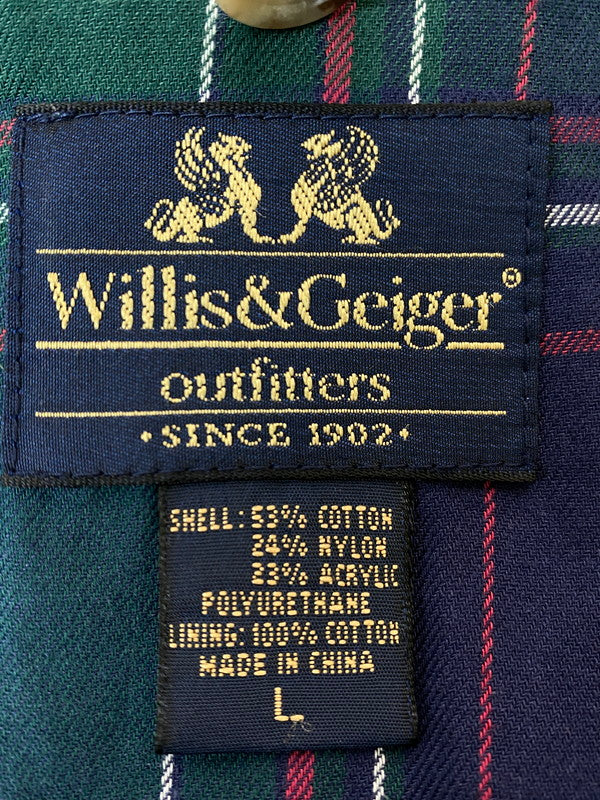 Willis&Geiger®
outfitters
·SINCE 1902·
SHELL: 53% COTTON
24% NYLON
23% ACRYLIC
POLYURETHANE
LINING: 100% COTTON
MADE IN CHINA
L